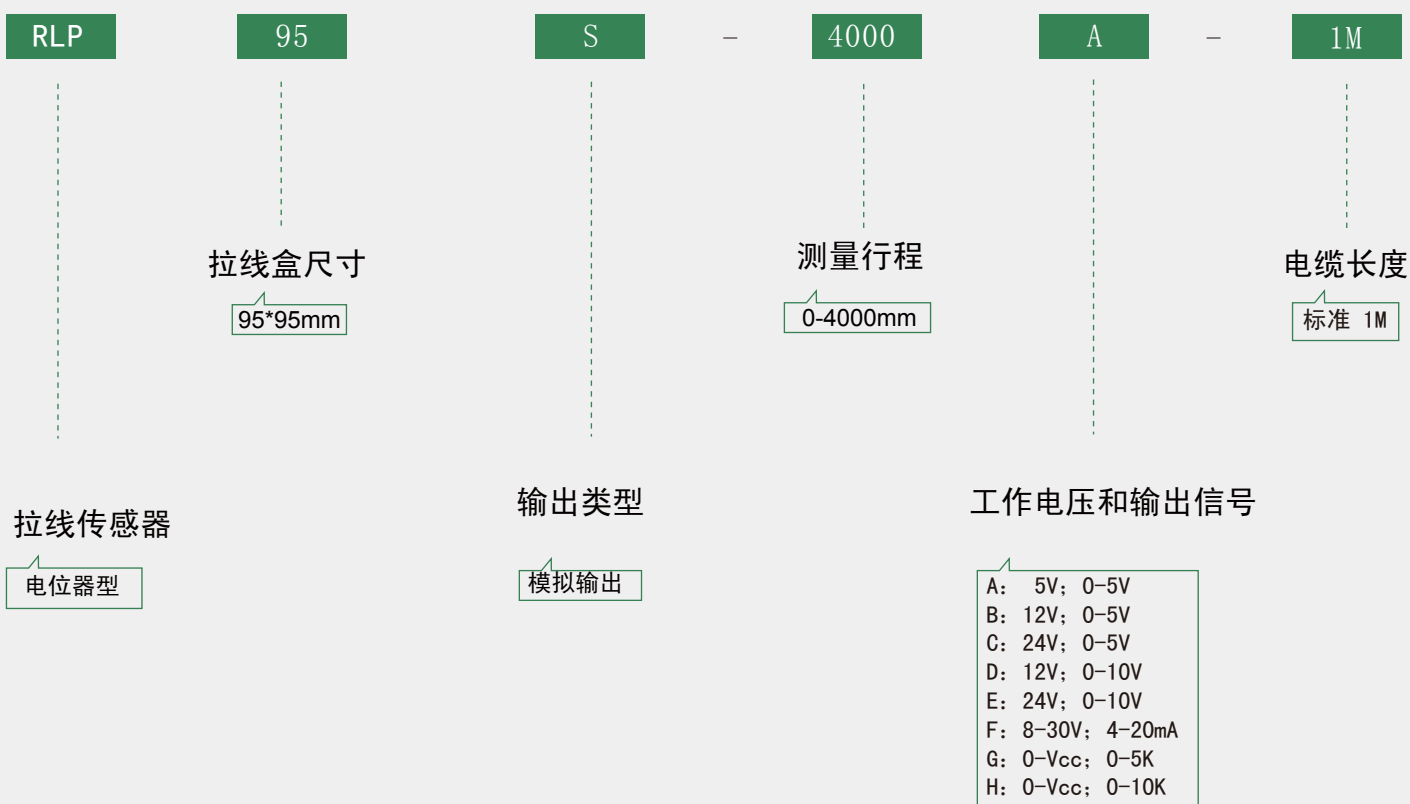 RLP 95 S - 4000 A - 1M
拉线盒尺寸
95*95mm
测量行程
0-4000mm
电缆长度
标准 1M
拉线传感器
电位器型
输出类型
模拟输出
工作电压和输出信号
A： 5V；0-5V
B：12V；0-5V
C：24V；0-5V
D：12V；0-10V
E：24V；0-10V
F：8-30V；4-20mA
G：0-Vcc；0-5K
H：0-Vcc；0-10K